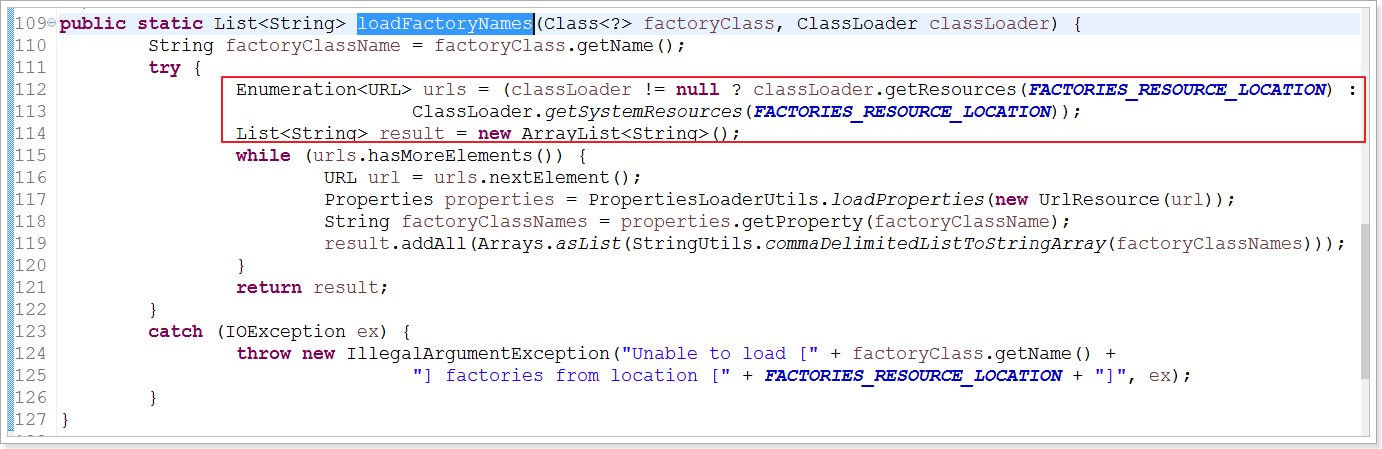 109 public static List<String> loadFactoryNames(Class<?> factoryClass, ClassLoader classLoader) {
110         String factoryClassName = factoryClass.getName();
111         try {
112                 Enumeration<URL> urls = (classLoader != null ? classLoader.getResources(FACTORIES_RESOURCE_LOCATION) :
113                                 ClassLoader.getSystemResources(FACTORIES_RESOURCE_LOCATION));
114                 List<String> result = new ArrayList<String>();
115                 while (urls.hasMoreElements()) {
116                         URL url = urls.nextElement();
117                         Properties properties = PropertiesLoaderUtils.loadProperties(new UrlResource(url));
118                         String factoryClassNames = properties.getProperty(factoryClassName);
119                         result.addAll(Arrays.asList(StringUtils.commaDelimitedListToStringArray(factoryClassNames)));
120                 }
121                 return result;
122         }
123         catch (IOException ex) {
124                 throw new IllegalArgumentException("Unable to load [" + factoryClass.getName() +
125                                 "] factories from location [" + FACTORIES_RESOURCE_LOCATION + "]", ex);
126         }
127 }